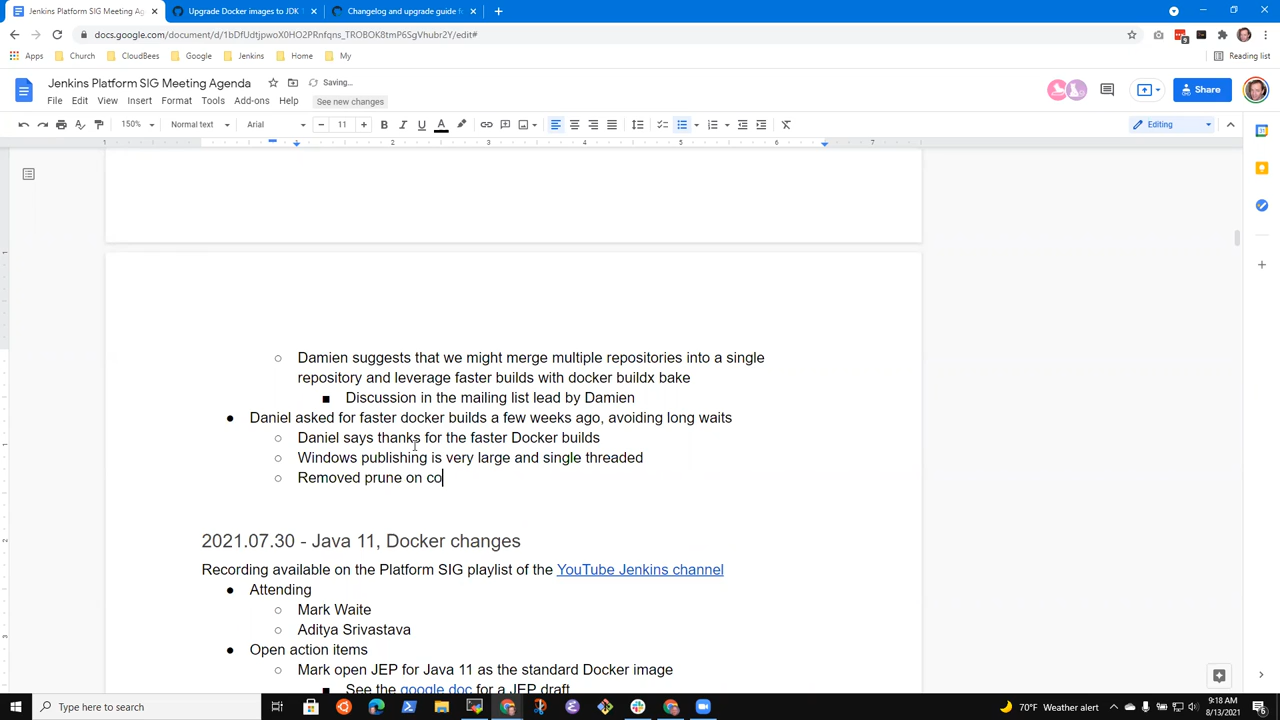 Jenkins Platform SIG Meeting Ag
Upgrade Docker images to JDK
Changelog and upgrade guide f
docs.google.com/document/d/1bDfUdtjpwoX0HO2PRnfqns_TROBOK8tmP6SgVhubr2Y/edit#
Apps Church CloudBees Google Jenkins Home My Reading list
Jenkins Platform SIG Meeting Agenda Saving...
File Edit View Insert Format Tools Add-ons Help See new changes
Share
150% Normal text Arial 11 B I U A Editing
1 2 3 4 5 6 7
○ Damien suggests that we might merge multiple repositories into a single
repository and leverage faster builds with docker buildx bake
■ Discussion in the mailing list lead by Damien
● Daniel asked for faster docker builds a few weeks ago, avoiding long waits
○ Daniel says thanks for the faster Docker builds
○ Windows publishing is very large and single threaded
○ Removed prune on co
2021.07.30 - Java 11, Docker changes
Recording available on the Platform SIG playlist of the YouTube Jenkins channel
● Attending
○ Mark Waite
○ Aditya Srivastava
● Open action items
○ Mark open JEP for Java 11 as the standard Docker image
■ See the google doc for a JEP draft
Type here to search
70°F Weather alert
9:18 AM
8/13/2021